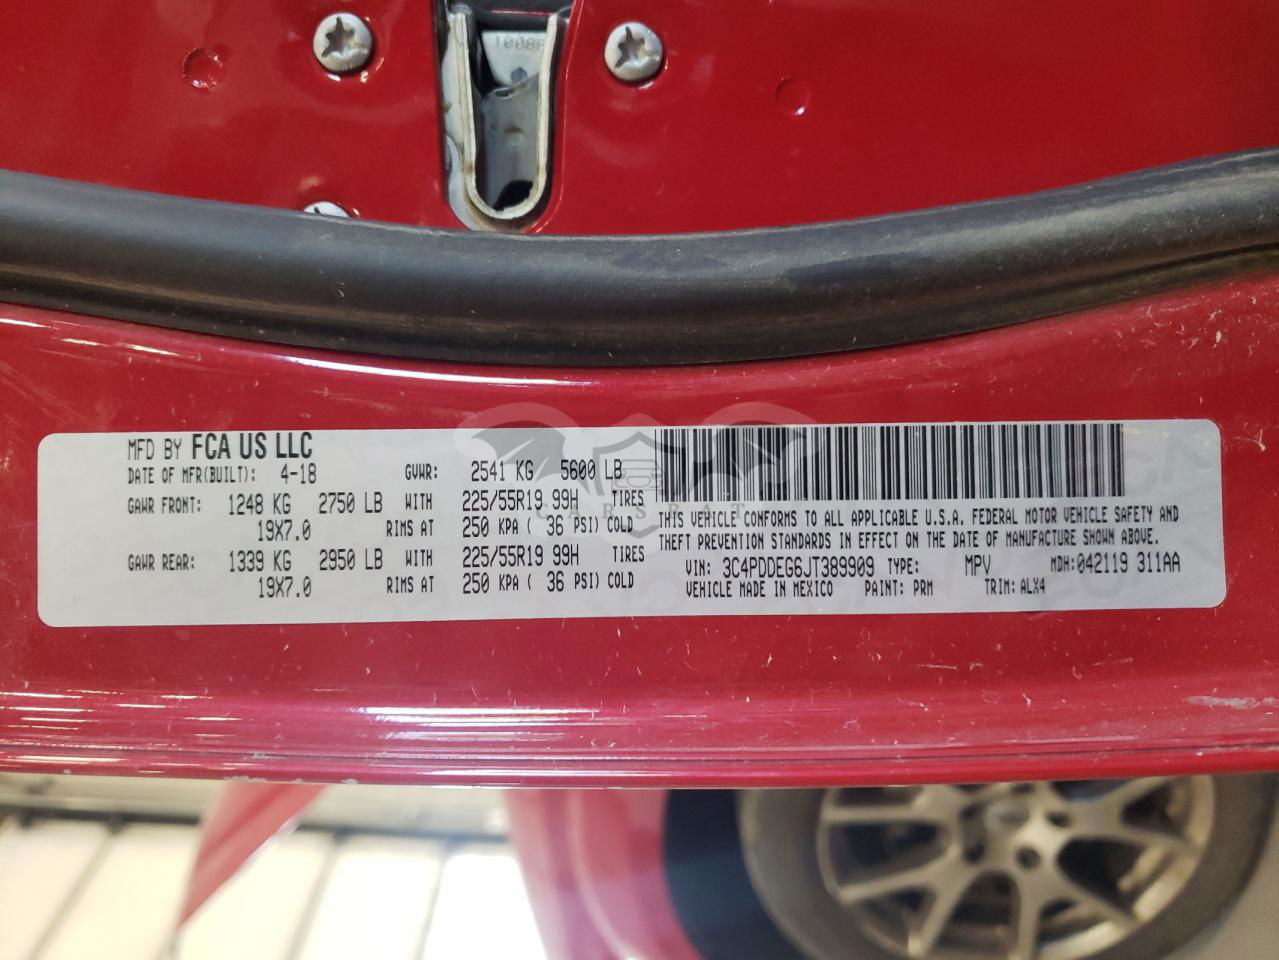 1008F
MFD BY FCA US LLC
DATE OF MFR(BUILT): 4-18 GVWR: 2541 KG 5600 LB
GAWR FRONT: 1248 KG 2750 LB WITH 225/55R19 99H TIRES
19X7.0 RIMS AT 250 KPA ( 36 PSI) COLD
GAWR REAR: 1339 KG 2950 LB WITH 225/55R19 99H TIRES
19X7.0 RIMS AT 250 KPA ( 36 PSI) COLD
THIS VEHICLE CONFORMS TO ALL APPLICABLE U.S.A. FEDERAL MOTOR VEHICLE SAFETY AND
THEFT PREVENTION STANDARDS IN EFFECT ON THE DATE OF MANUFACTURE SHOWN ABOVE.
VIN: 3C4PDDEG6JT389909 TYPE: MPV MDH: 042119 311AA
VEHICLE MADE IN MEXICO PAINT: PRM TRIM: ALX4
CARSBAT